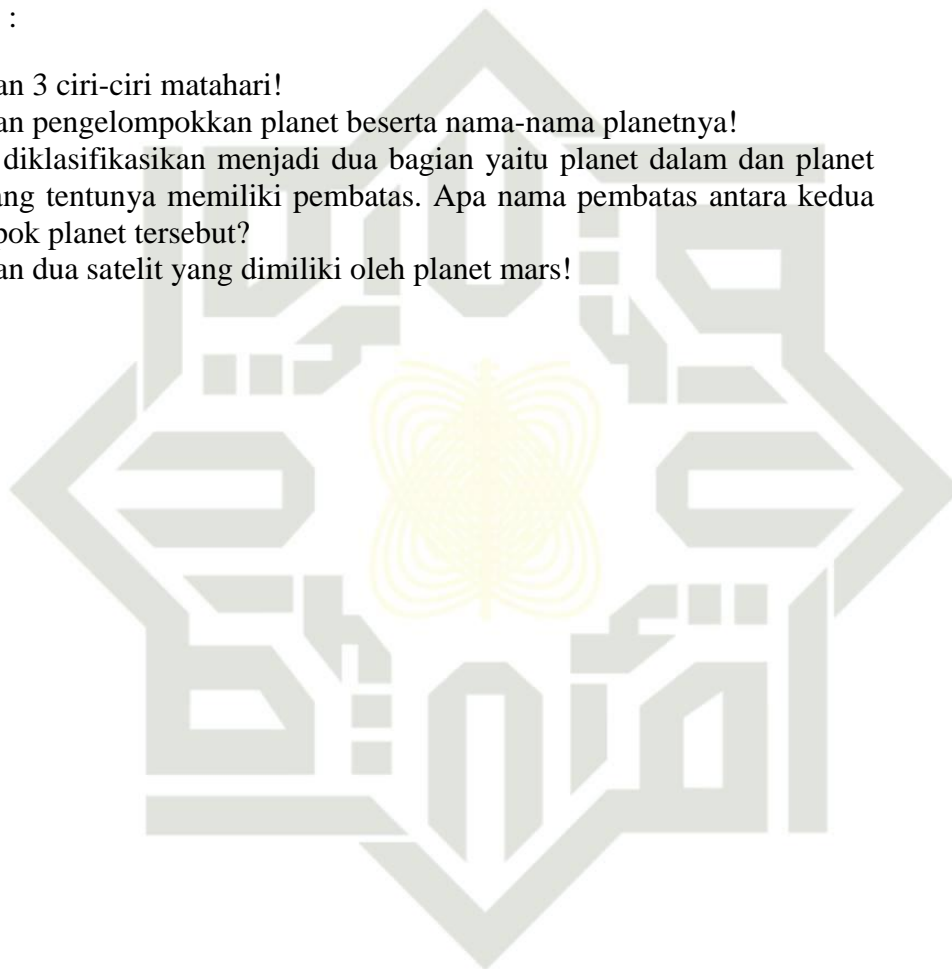 :
an 3 ciri-ciri matahari!
an pengelompokkan planet beserta nama-nama planetnya!
diklasifikasikan menjadi dua bagian yaitu planet dalam dan planet
ang tentunya memiliki pembatas. Apa nama pembatas antara kedua
pok planet tersebut?
an dua satelit yang dimiliki oleh planet mars!